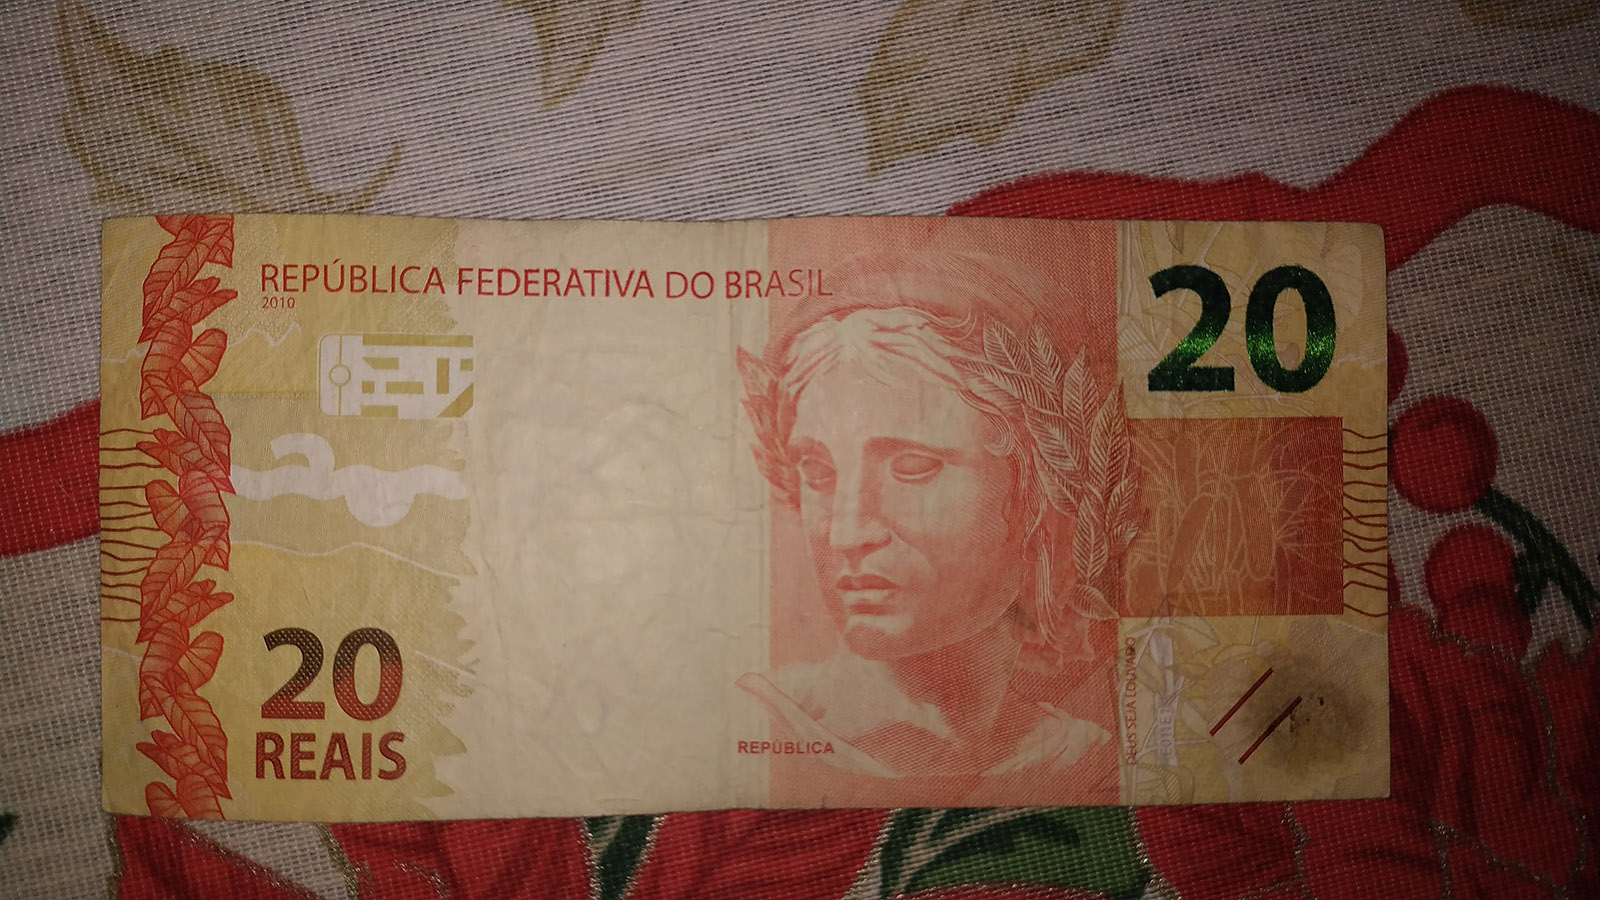 REPÚBLICA FEDERATIVA DO BRASIL
2010
20
20
REAIS
REPÚBLICA
DEUS SEJA LOUVADO